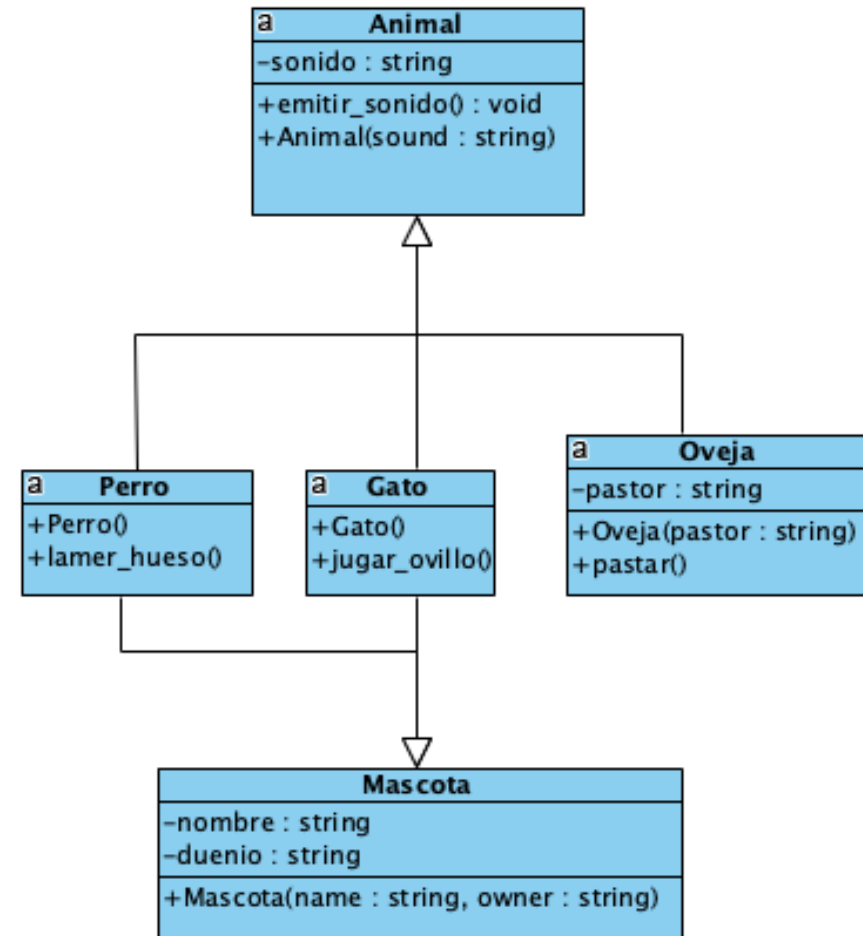 a Animal
-sonido : string
+emitir_sonido() : void
+Animal(sound : string)
a Perro
+Perro()
+lamer_hueso()
a Gato
+Gato()
+jugar_ovillo()
a Oveja
-pastor : string
+Oveja(pastor : string)
+pastar()
Mascota
-nombre : string
-duenio : string
+Mascota(name : string, owner : string)